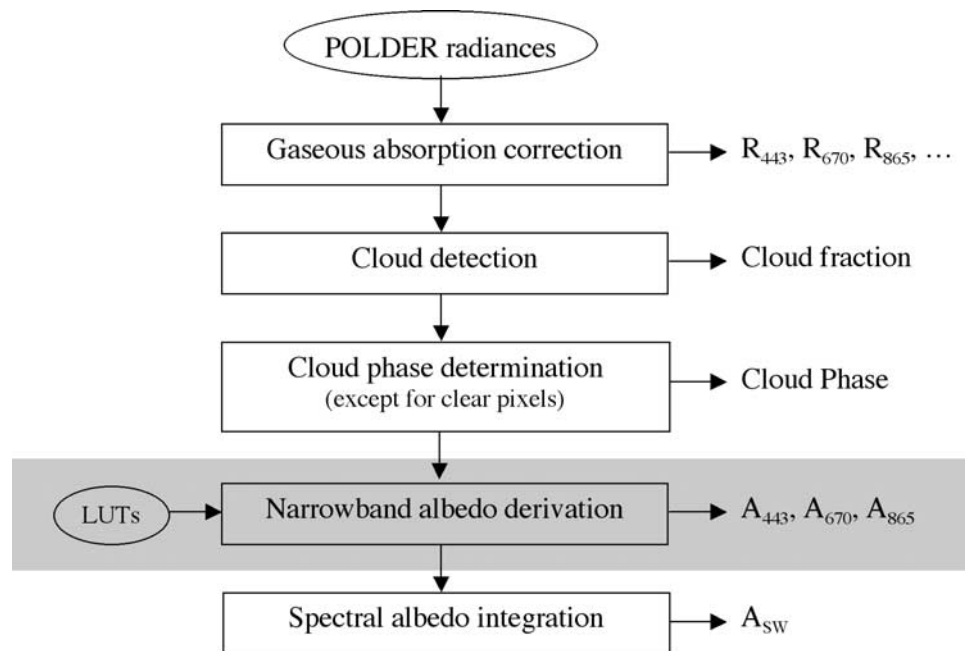 POLDER radiances
Gaseous absorption correction
R443, R670, R865, …
Cloud detection
Cloud fraction
Cloud phase determination
(except for clear pixels)
Cloud Phase
LUTs
Narrowband albedo derivation
A443, A670, A865
Spectral albedo integration
ASW